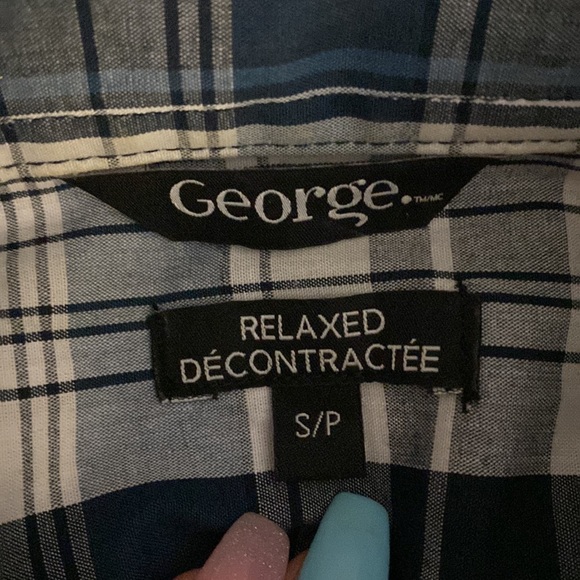 George. TM/MC
RELAXED
DÉCONTRACTÉE
S/P